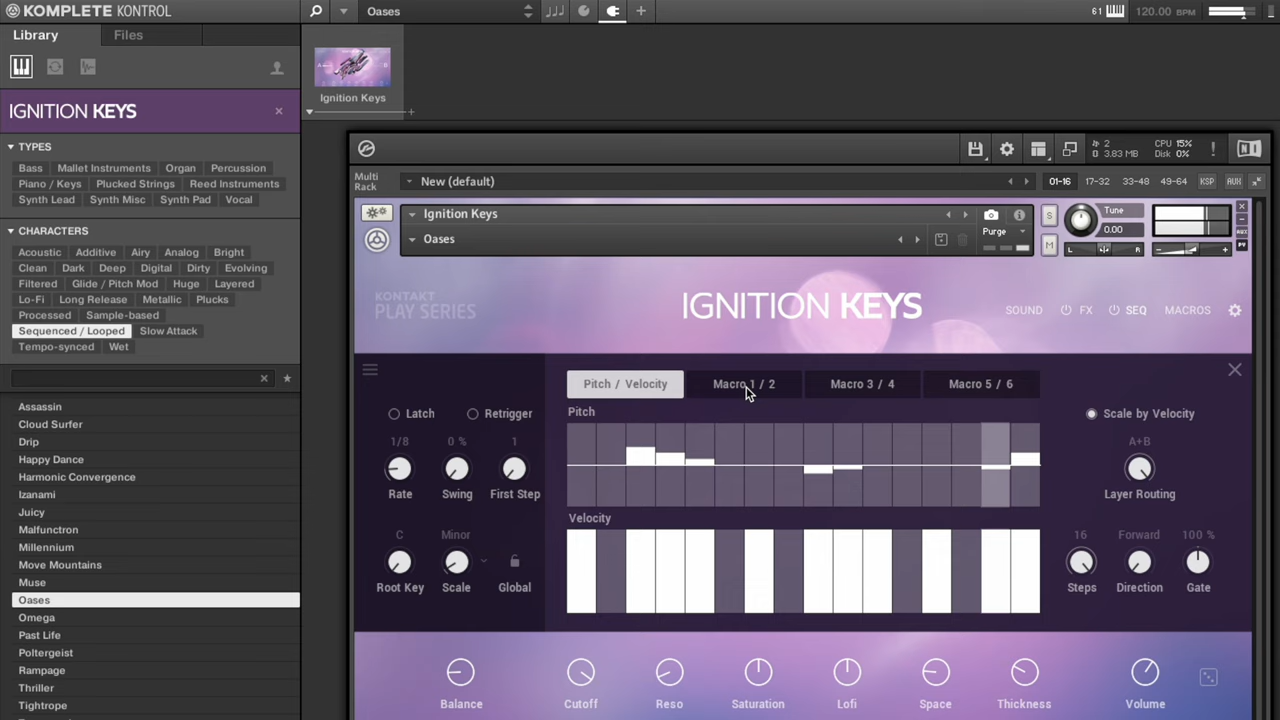 KOMPLETE KONTROL
Oases
61
120.00 BPM
Library
Files
Ignition Keys
IGNITION KEYS
TYPES
Bass Mallet Instruments Organ Percussion
Piano / Keys Plucked Strings Reed Instruments
Synth Lead Synth Misc Synth Pad Vocal
CHARACTERS
Acoustic Additive Airy Analog Bright
Clean Dark Deep Digital Dirty Evolving
Filtered Glide / Pitch Mod Huge Layered
Lo-Fi Long Release Metallic Plucks
Processed Sample-based
Sequenced / Looped Slow Attack
Tempo-synced Wet
Assassin
Cloud Surfer
Drip
Happy Dance
Harmonic Convergence
Izanami
Juicy
Malfunctron
Millennium
Move Mountains
Muse
Oases
Omega
Past Life
Poltergeist
Rampage
Thriller
Tightrope
2
3.83 MB
CPU 15%
Disk 0%
Multi
Rack
New (default)
01-16 17-32 33-48 49-64 KSP AUX
Ignition Keys
Oases
Purge
S
M
Tune
0.00
L R
AUX
PV
KONTAKT
PLAY SERIES
IGNITION KEYS
SOUND FX SEQ MACROS
Pitch / Velocity Macro 1 / 2 Macro 3 / 4 Macro 5 / 6
Pitch
Latch Retrigger
1/8 0 % 1
Rate Swing First Step
Scale by Velocity
A+B
Layer Routing
Velocity
C Minor
Root Key Scale Global
16 Forward 100 %
Steps Direction Gate
Balance Cutoff Reso Saturation Lofi Space Thickness Volume